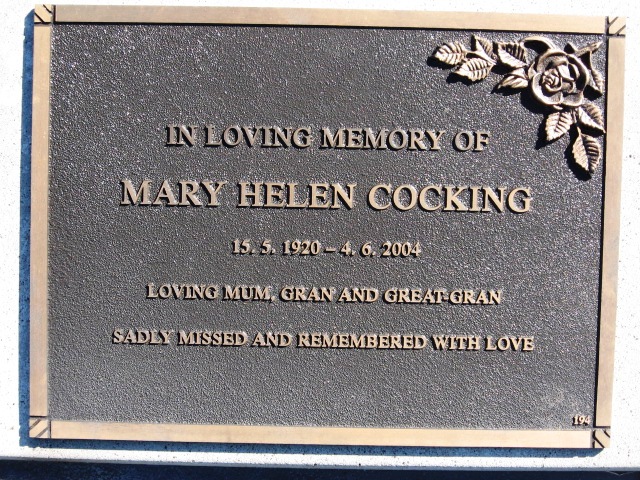 IN LOVING MEMORY OF
MARY HELEN COCKING
15. 5. 1920 – 4. 6. 2004
LOVING MUM, GRAN AND GREAT-GRAN
SADLY MISSED AND REMEMBERED WITH LOVE
194